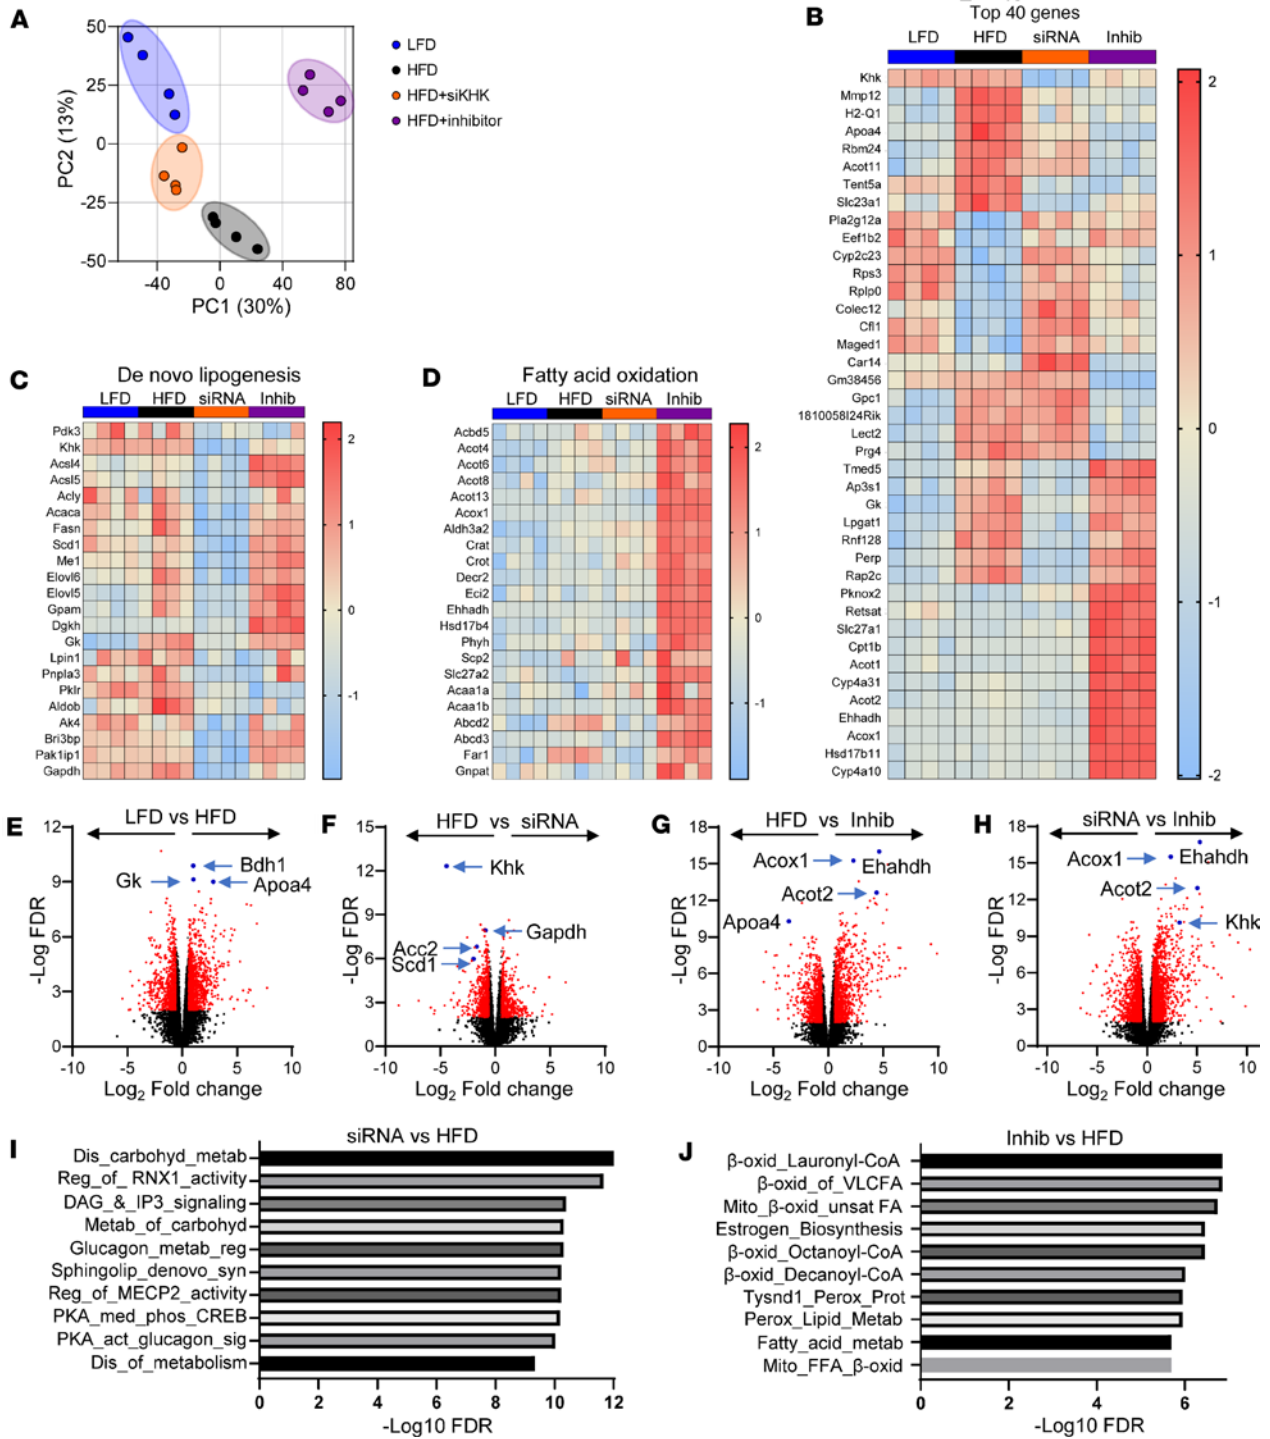 A
50
25
0
-25
-50
PC2 (13%)
-40
0
40
80
PC1 (30%)
LFD
HFD
HFD+siKHK
HFD+inhibitor
B
Top 40 genes
LFD HFD siRNA Inhib
Khk
Mmp12
H2-Q1
Apoa4
Rbm24
Acot11
Tent5a
Slc23a1
Pla2g12a
Eef1b2
Cyp2c23
Rps3
Rplp0
Colec12
Cfl1
Maged1
Car14
Gm38456
Gpc1
1810058I24Rik
Lect2
Prg4
Tmed5
Ap3s1
Gk
Lpgat1
Rnf128
Perp
Rap2c
Pknox2
Retsat
Slc27a1
Cpt1b
Acot1
Cyp4a31
Acot2
Ehhadh
Acox1
Hsd17b11
Cyp4a10
2
1
0
-1
-2
C
De novo lipogenesis
LFD HFD siRNA Inhib
Pdk3
Khk
Acsl4
Acsl5
Acly
Acaca
Fasn
Scd1
Me1
Elovl6
Elovl5
Gpam
Dgkh
Gk
Lpin1
Pnpla3
Pklr
Aldob
Ak4
Bri3bp
Pak1ip1
Gapdh
2
1
0
-1
D
Fatty acid oxidation
LFD HFD siRNA Inhib
Acbd5
Acot4
Acot6
Acot8
Acot13
Acox1
Aldh3a2
Crat
Crot
Decr2
Eci2
Ehhadh
Hsd17b4
Phyh
Scp2
Slc27a2
Acaa1a
Acaa1b
Abcd2
Abcd3
Far1
Gnpat
2
1
0
-1
E
LFD vs HFD
12
9
6
3
0
-Log FDR
Bdh1
Gk
Apoa4
-10 -5 0 5 10
Log2 Fold change
F
HFD vs siRNA
15
12
9
6
3
0
-Log FDR
Khk
Gapdh
Acc2
Scd1
-10 -5 0 5 10
Log2 Fold change
G
HFD vs Inhib
18
15
12
9
6
3
0
-Log FDR
Acox1
Ehahdh
Acot2
Apoa4
-10 -5 0 5 10
Log2 Fold change
H
siRNA vs Inhib
18
15
12
9
6
3
0
-Log FDR
Acox1
Ehahdh
Acot2
Khk
-10 -5 0 5 10
Log2 Fold change
I
siRNA vs HFD
Dis_carbohyd_metab
Reg_of_ RNX1_activity
DAG_&_IP3_signaling
Metab_of_carbohyd
Glucagon_metab_reg
Sphingolip_denovo_syn
Reg_of_MECP2_activity
PKA_med_phos_CREB
PKA_act_glucagon_sig
Dis_of_metabolism
0 2 4 6 8 10 12
-Log10 FDR
J
Inhib vs HFD
β-oxid_Lauronyl-CoA
β-oxid_of_VLCFA
Mito_β-oxid_unsat FA
Estrogen_Biosynthesis
β-oxid_Octanoyl-CoA
β-oxid_Decanoyl-CoA
Tysnd1_Perox_Prot
Perox_Lipid_Metab
Fatty_acid_metab
Mito_FFA_β-oxid
0 2 4 6
-Log10 FDR